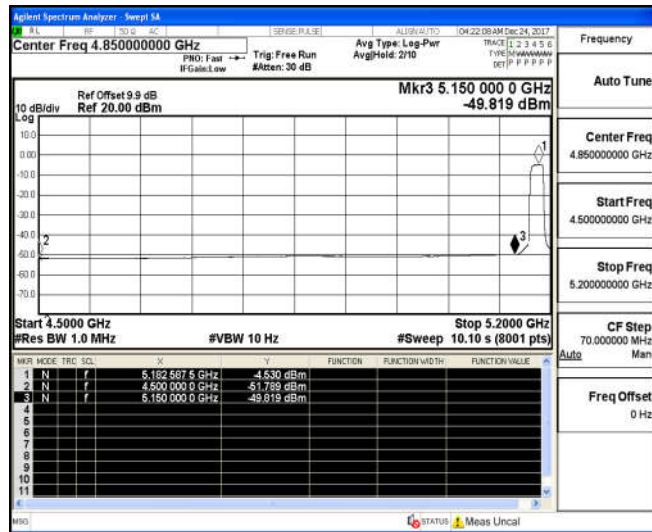 Agilent Spectrum Analyzer - Swept SA
RL RF 50 Ω AC SENSE:PULSE ALIGN AUTO 04:22:08 AM Dec 24, 2017
Center Freq 4.850000000 GHz
PNO: Fast
IFGain:Low
Trig: Free Run
#Atten: 30 dB
Avg Type: Log-Pwr
Avg|Hold: 2/10
TRACE 1 2 3 4 5 6
TYPE MWWWWW
DET P P P P P P
Ref Offset 9.9 dB
10 dB/div Ref 20.00 dBm
Log
Mkr3 5.150 000 0 GHz
-49.819 dBm
10.0
0.00
-10.0
-20.0
-30.0
-40.0
-50.0
-60.0
-70.0
1
2
3
Start 4.5000 GHz Stop 5.2000 GHz
#Res BW 1.0 MHz #VBW 10 Hz #Sweep 10.10 s (8001 pts)
MKR MODE TRC SCL X Y FUNCTION FUNCTION WIDTH FUNCTION VALUE
1 N f 5.182 587 5 GHz -4.530 dBm
2 N f 4.500 000 0 GHz -51.789 dBm
3 N f 5.150 000 0 GHz -49.819 dBm
4
5
6
7
8
9
10
11
MSG STATUS Meas Uncal
Frequency
Auto Tune
Center Freq
4.850000000 GHz
Start Freq
4.500000000 GHz
Stop Freq
5.200000000 GHz
CF Step
70.000000 MHz
Auto Man
Freq Offset
0 Hz